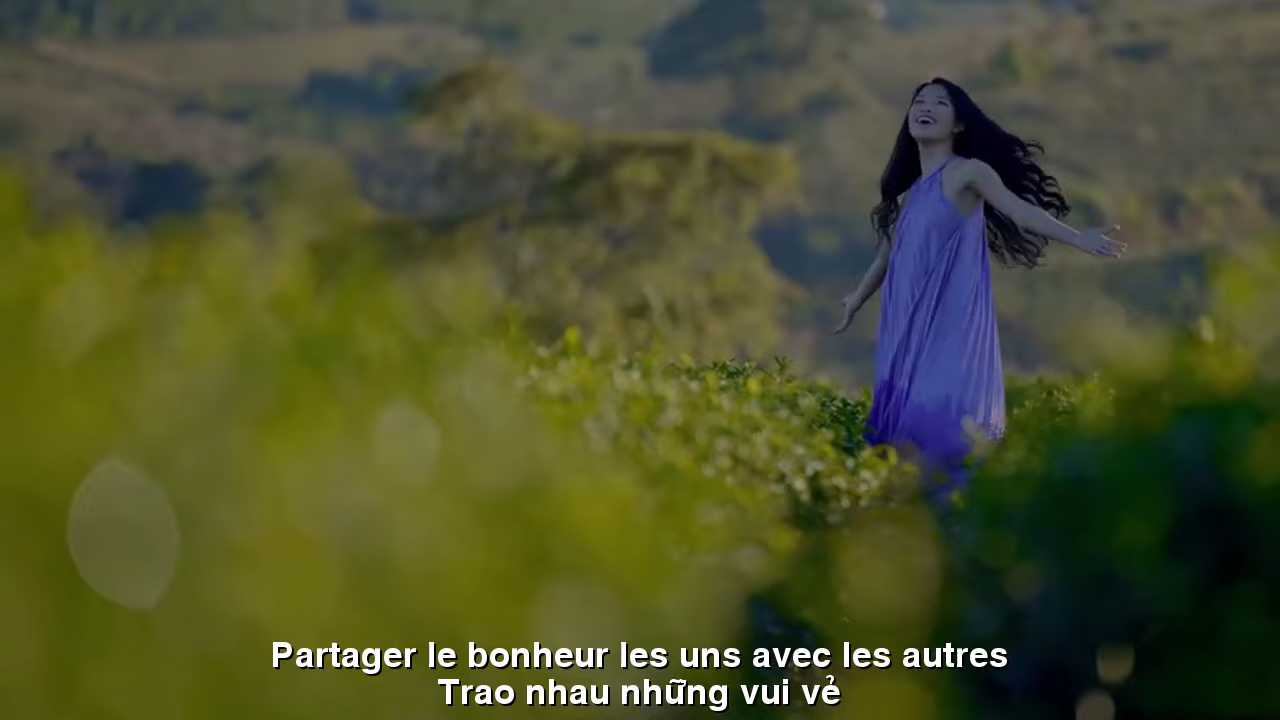 Partager le bonheur les uns avec les autres
Trao nhau những vui vẻ